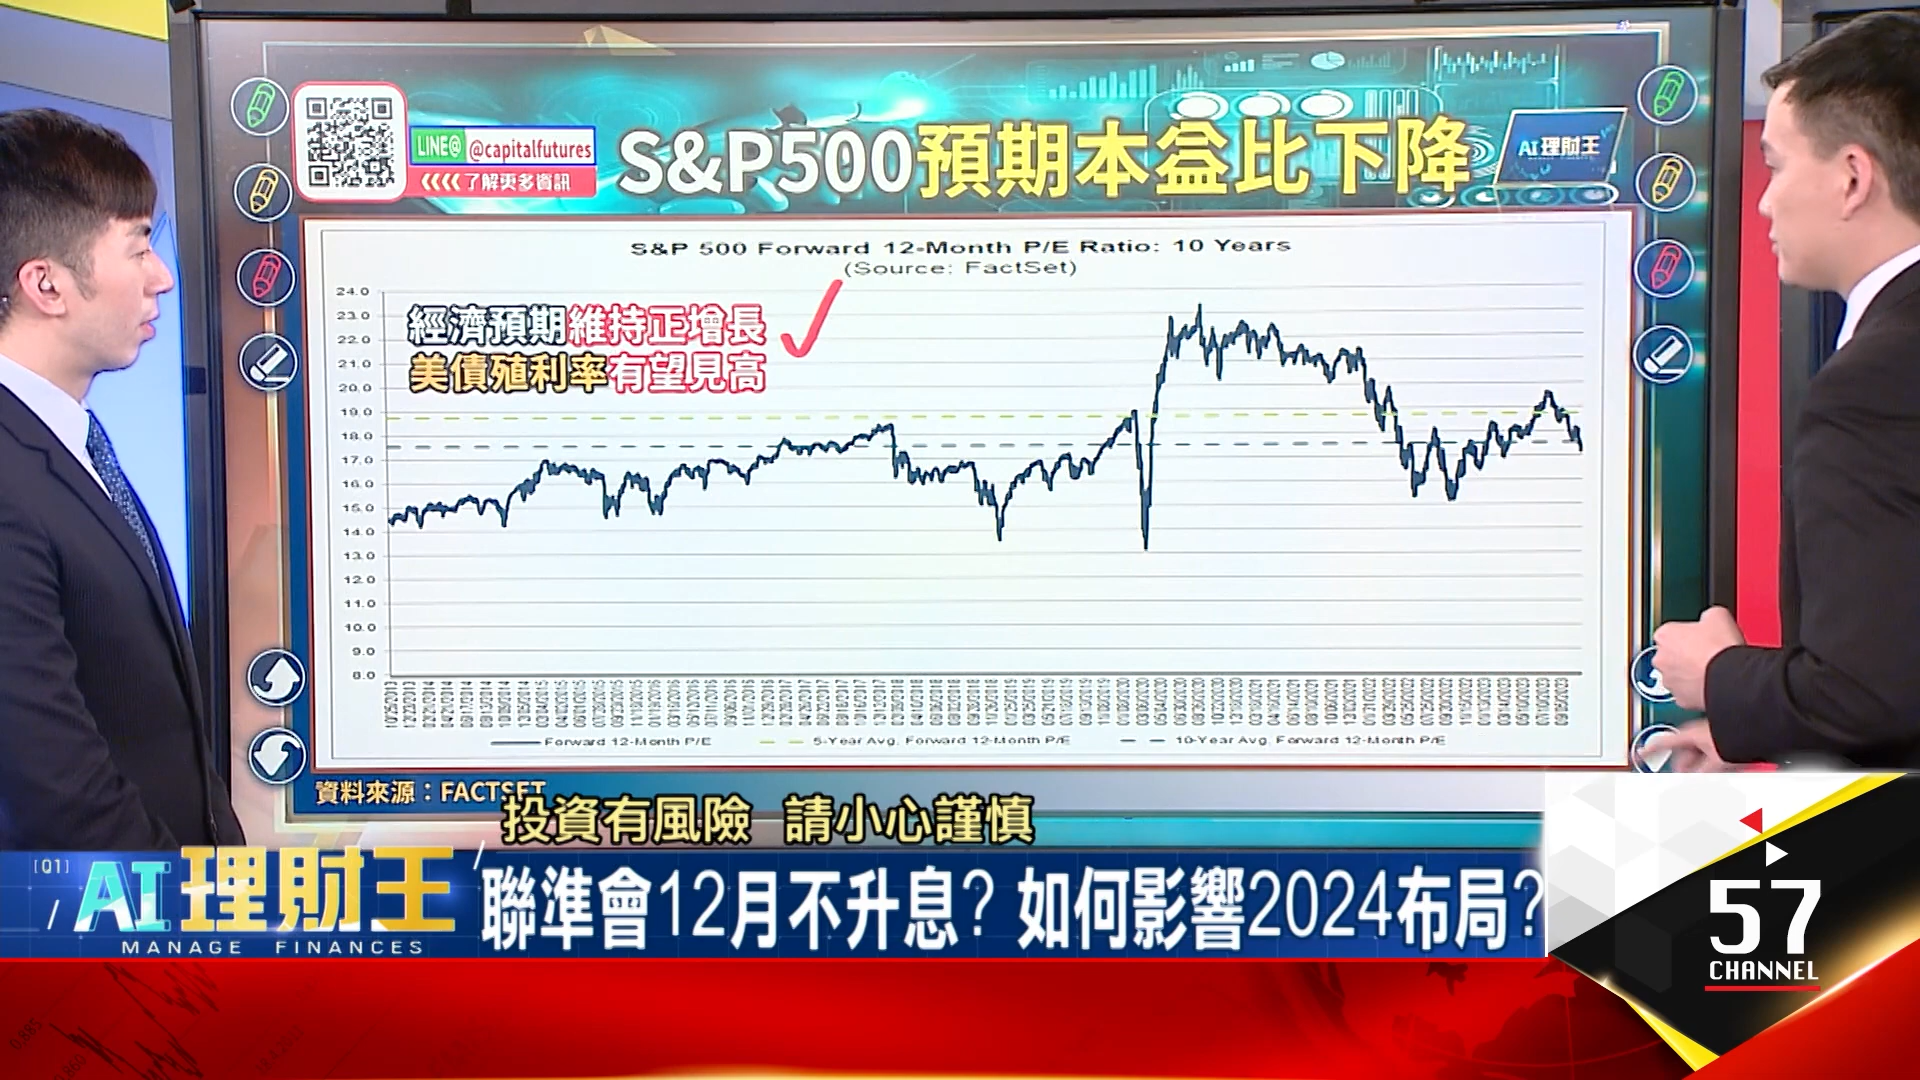 LINE@ @capitalfutures
❮❮❮❮ 了解更多資訊
S&P500預期本益比下降
AI理財王
S&P 500 Forward 12-Month P/E Ratio: 10 Years
(Source: FactSet)
經濟預期維持正增長
美債殖利率有望見高
24.0
23.0
22.0
21.0
20.0
19.0
18.0
17.0
16.0
15.0
14.0
13.0
12.0
11.0
10.0
9.0
8.0
Forward 12-Month P/E
5-Year Avg. Forward 12-Month P/E
10-Year Avg. Forward 12-Month P/E
資料來源：FACTSET
投資有風險 請小心謹慎
[01]
AI理財王
MANAGE FINANCES
聯準會12月不升息? 如何影響2024布局?
57
CHANNEL